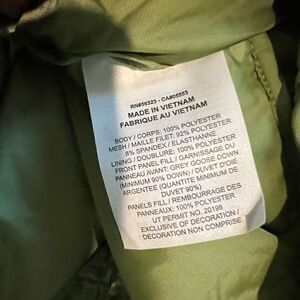 RN#56323 - CA#05553
MADE IN VIETNAM
FABRIQUE AU VIETNAM
BODY / CORPS: 100% POLYESTER
MESH / MAILLE FILET: 92% POLYESTER
8% SPANDEX / ELASTHANNE
LINING / DOUBLURE: 100% POLYESTER
FRONT PANEL FILL / GARNISSAGE DU
PANNEAU AVANT: GREY GOOSE DOWN
(MINIMUM 90% DOWN) / DUVET D'OIE
ARGENTEE (QUANTITE MINIMUM DE
DUVET 90%)
PANELS FILL / REMBOURRAGE DES
PANNEAUX: 100% POLYESTER
UT PERMIT NO. 20198
EXCLUSIVE OF DECORATION /
DECORATION NON COMPRISE